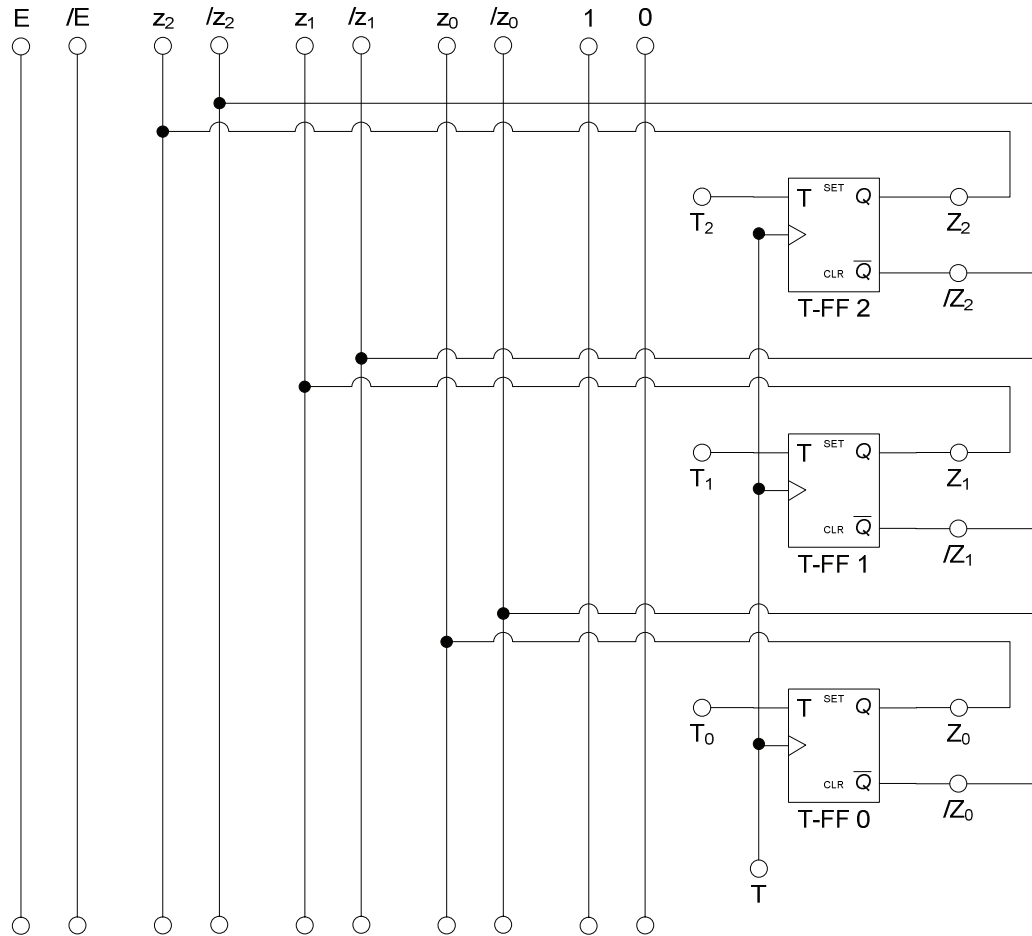 E /E z₂ /z₂ z₁ /z₁ z₀ /z₀ 1 0
T SET Q
T₂ Z₂
CLR Q̅
T-FF 2 /Z₂
T SET Q
T₁ Z₁
CLR Q̅
T-FF 1 /Z₁
T SET Q
T₀ Z₀
CLR Q̅
T-FF 0 /Z₀
T